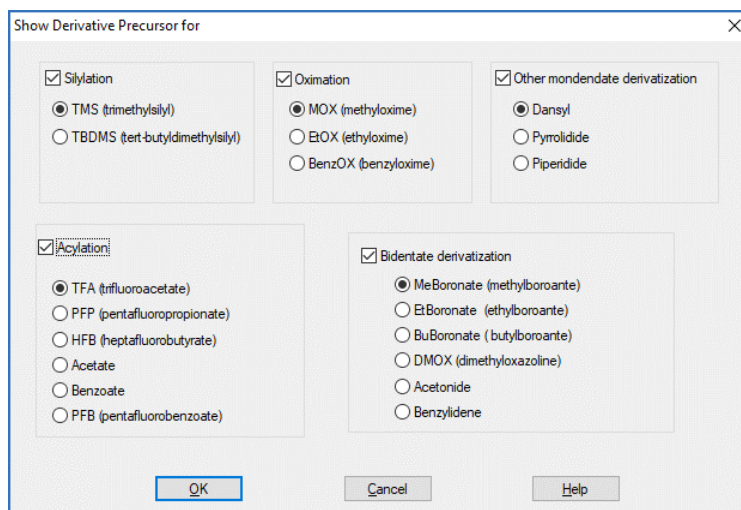 Show Derivative Precursor for
Silylation
TMS (trimethylsilyl)
TBDMS (tert-butyldimethylsilyl)
Oximation
MOX (methyloxime)
EtOX (ethyloxime)
BenzOX (benzyloxime)
Other mondendate derivatization
Dansyl
Pyrrolidide
Piperidide
Acylation
TFA (trifluoroacetate)
PFP (pentafluoropropionate)
HFB (heptafluorobutyrate)
Acetate
Benzoate
PFB (pentafluorobenzoate)
Bidentate derivatization
MeBoronate (methylboroante)
EtBoronate (ethylboroante)
BuBoronate ( butylboroante)
DMOX (dimethyloxazoline)
Acetonide
Benzylidene
OK
Cancel
Help